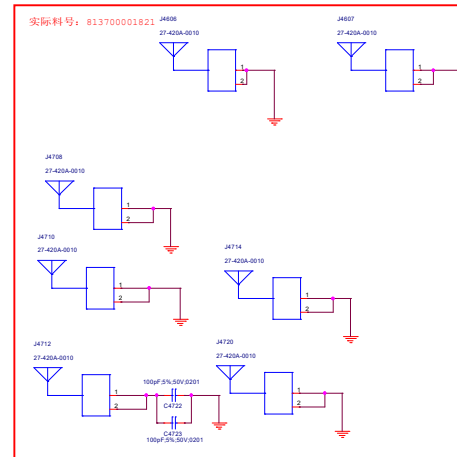 实际料号: 813700001821
J4606
27-420A-0010
1
2
J4607
27-420A-0010
1
2
J4708
27-420A-0010
1
2
J4710
27-420A-0010
1
2
J4714
27-420A-0010
1
2
J4712
27-420A-0010
1
2
100pF;5%;50V;0201
C4722
C4723
100pF;5%;50V;0201
J4720
27-420A-0010
1
2